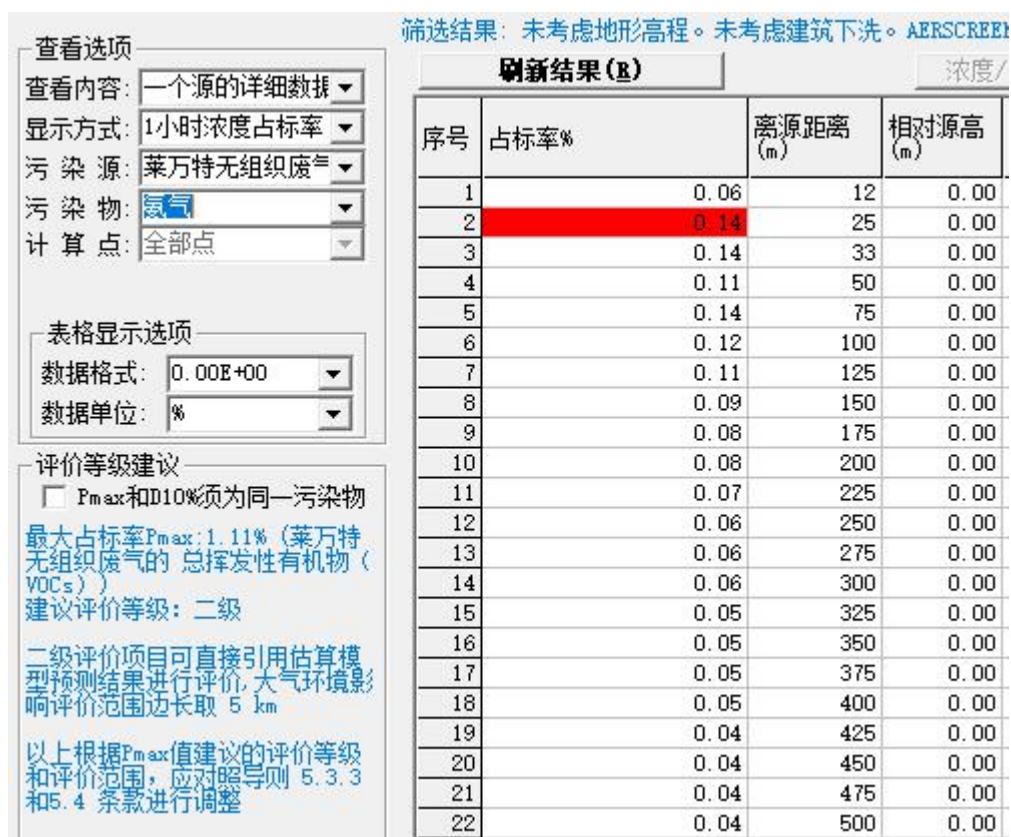 筛选结果: 未考虑地形高程。未考虑建筑下洗。AERSCREEN
查看选项
查看内容: 一个源的详细数据
显示方式: 1小时浓度占标率
污 染 源: 莱万特无组织废气
污 染 物: 氨气
计 算 点: 全部点
表格显示选项
数据格式: 0.00E+00
数据单位: %
评价等级建议
Pmax和D10%须为同一污染物
最大占标率Pmax:1.11% (莱万特
无组织废气的 总挥发性有机物 (
VOCs) )
建议评价等级: 二级
二级评价项目可直接引用估算模
型预测结果进行评价,大气环境影
响评价范围边长取 5 km
以上根据Pmax值建议的评价等级
和评价范围, 应对照导则 5.3.3
和5.4 条款进行调整
刷新结果(R)
浓度/
序号 占标率% 离源距离(m) 相对源高(m)
1 0.06 12 0.00
2 0.14 25 0.00
3 0.14 33 0.00
4 0.11 50 0.00
5 0.14 75 0.00
6 0.12 100 0.00
7 0.11 125 0.00
8 0.09 150 0.00
9 0.08 175 0.00
10 0.08 200 0.00
11 0.07 225 0.00
12 0.06 250 0.00
13 0.06 275 0.00
14 0.06 300 0.00
15 0.05 325 0.00
16 0.05 350 0.00
17 0.05 375 0.00
18 0.05 400 0.00
19 0.04 425 0.00
20 0.04 450 0.00
21 0.04 475 0.00
22 0.04 500 0.00